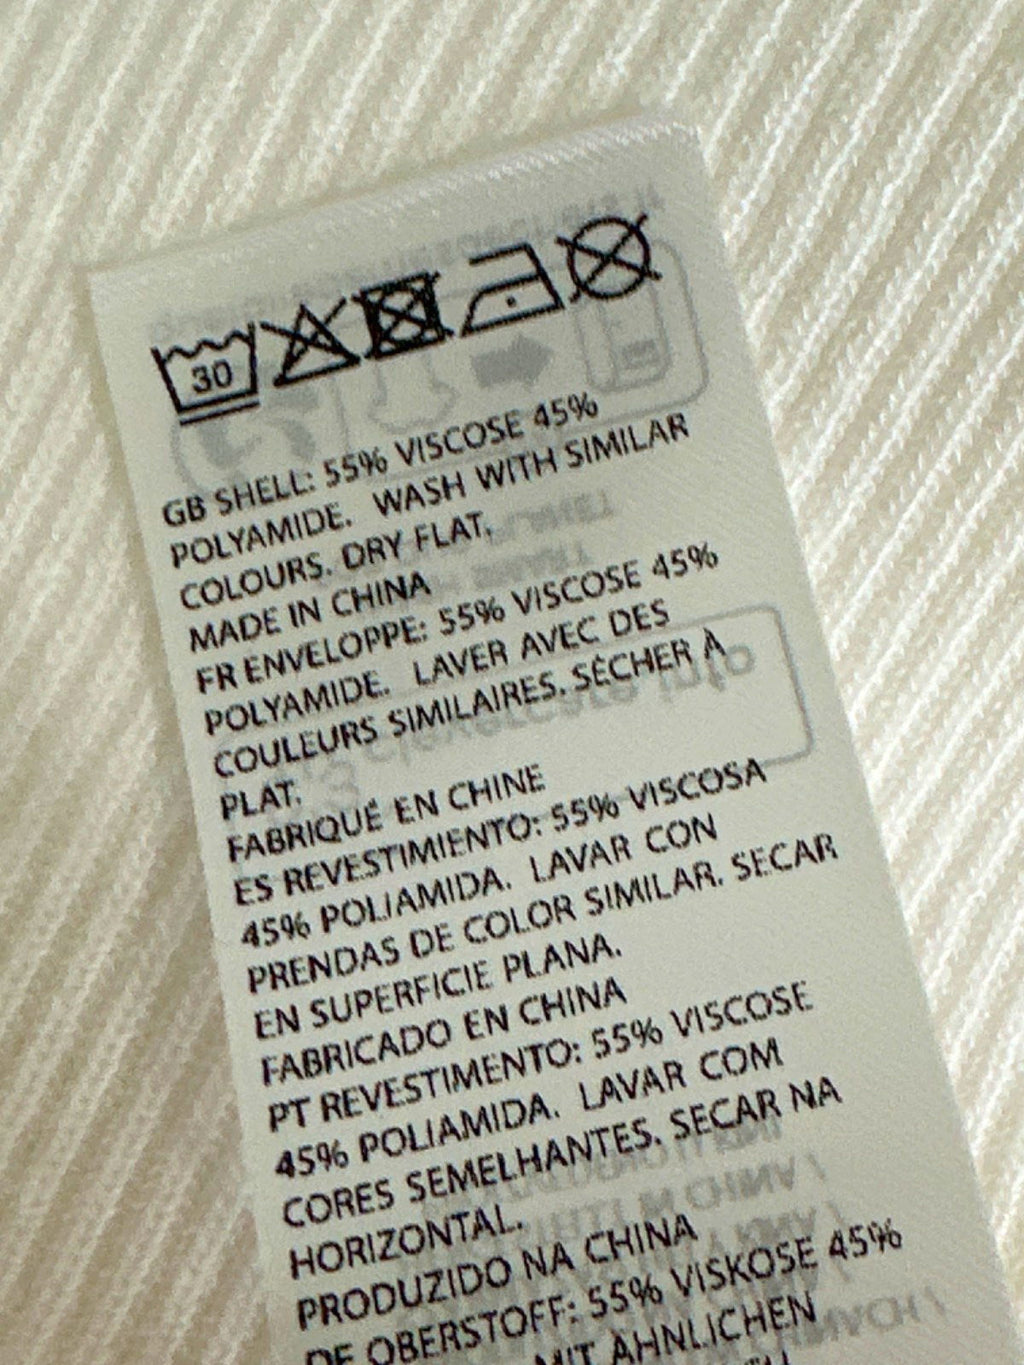 30
GB SHELL: 55% VISCOSE 45%
POLYAMIDE. WASH WITH SIMILAR
COLOURS. DRY FLAT.
MADE IN CHINA
FR ENVELOPPE: 55% VISCOSE 45%
POLYAMIDE. LAVER AVEC DES
COULEURS SIMILAIRES. SÉCHER À
PLAT.
FABRIQUÉ EN CHINE
ES REVESTIMIENTO: 55% VISCOSA
45% POLIAMIDA. LAVAR CON
PRENDAS DE COLOR SIMILAR. SECAR
EN SUPERFICIE PLANA.
FABRICADO EN CHINA
PT REVESTIMENTO: 55% VISCOSE
45% POLIAMIDA. LAVAR COM
CORES SEMELHANTES. SECAR NA
HORIZONTAL.
PRODUZIDO NA CHINA
DE OBERSTOFF: 55% VISKOSE 45%
MIT ÄHNLICHEN